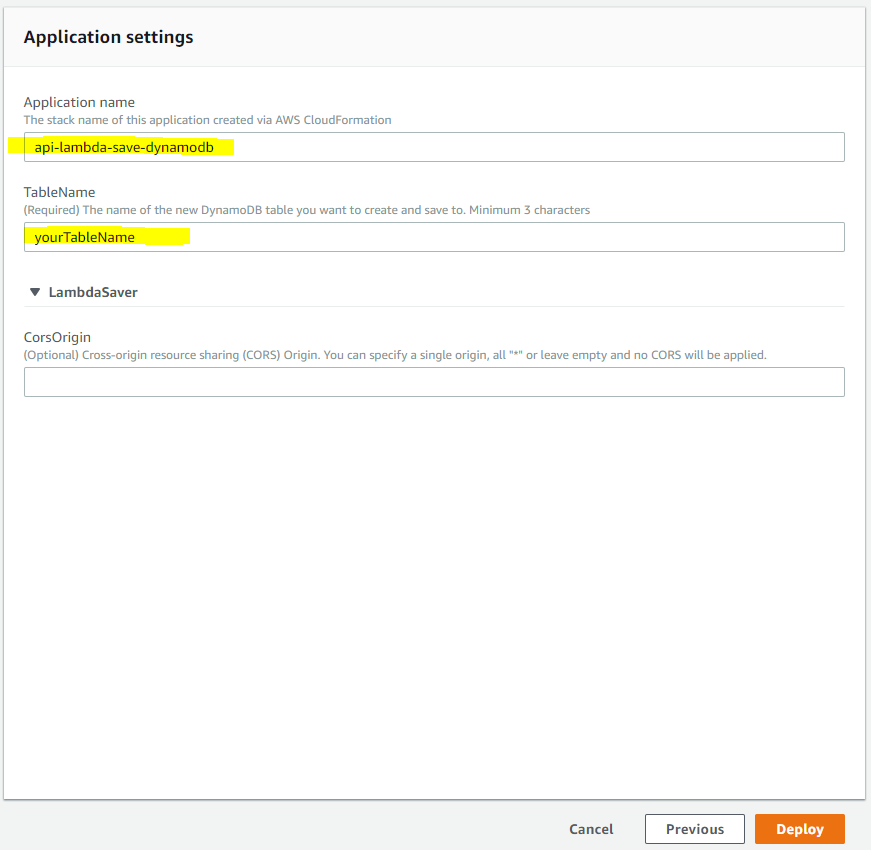 Application settings
Application name
The stack name of this application created via AWS CloudFormation
api-lambda-save-dynamodb
TableName
(Required) The name of the new DynamoDB table you want to create and save to. Minimum 3 characters
yourTableName
LambdaSaver
CorsOrigin
(Optional) Cross-origin resource sharing (CORS) Origin. You can specify a single origin, all "*" or leave empty and no CORS will be applied.
Cancel Previous Deploy